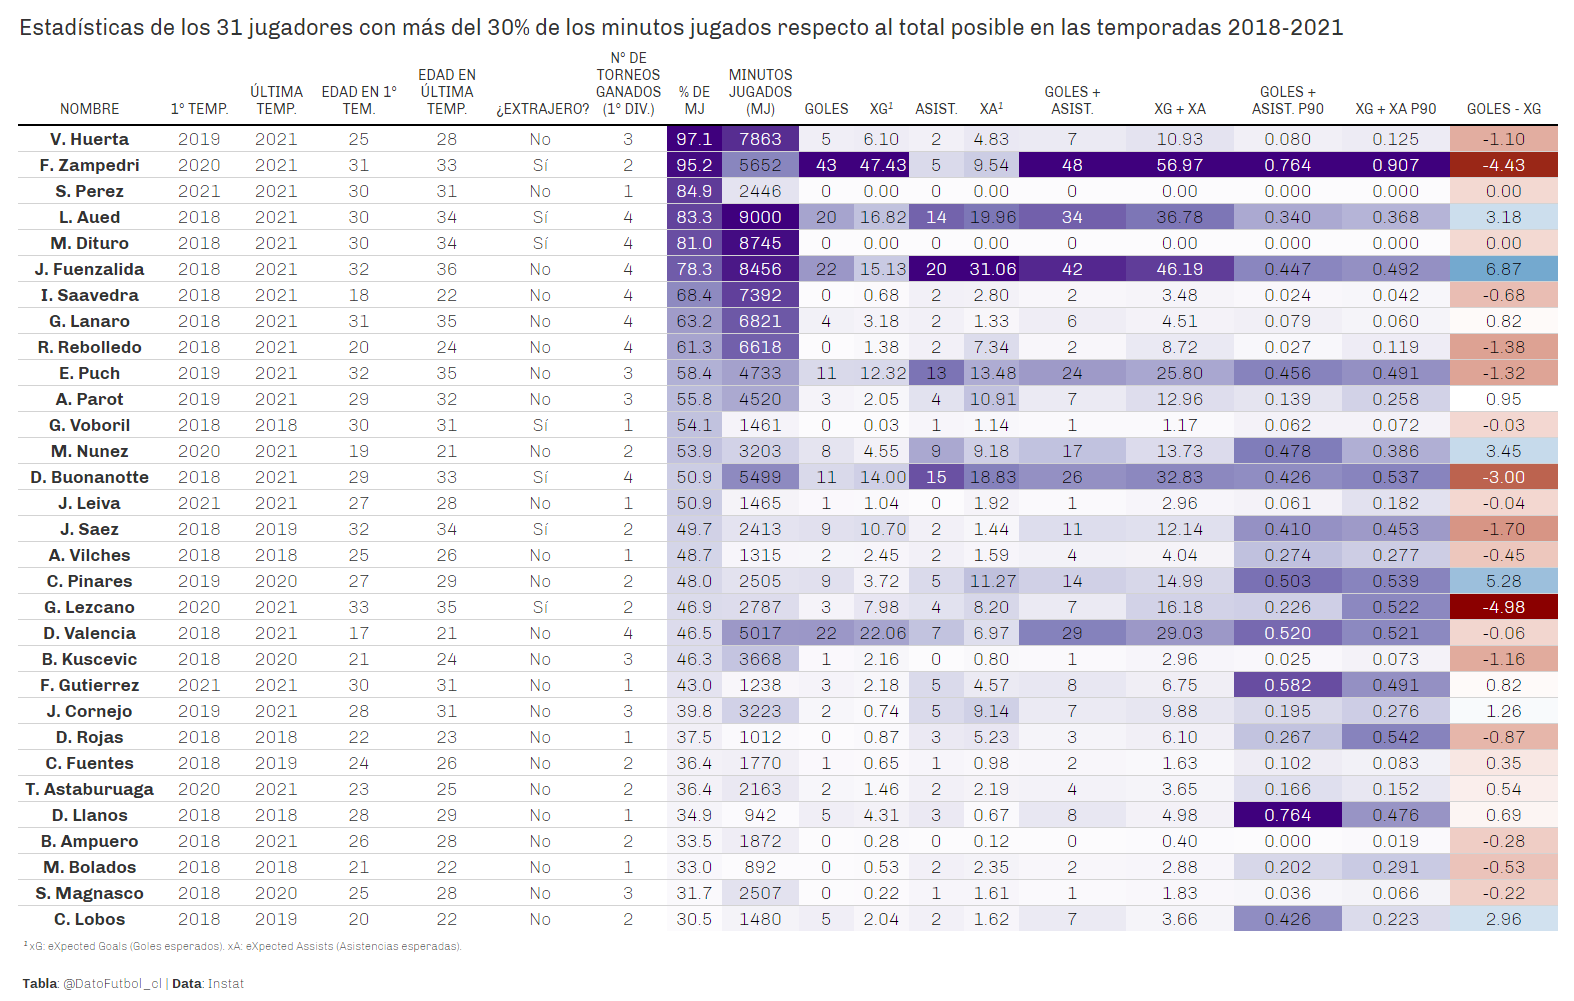 Estadísticas de los 31 jugadores con más del 30% de los minutos jugados respecto al total posible en las temporadas 2018-2021
NOMBRE 1º TEMP. ÚLTIMA TEMP. EDAD EN 1º TEM. EDAD EN ÚLTIMA TEMP. ¿EXTRAJERO? Nº DE TORNEOS GANADOS (1º DIV.) % DE MJ MINUTOS JUGADOS (MJ) GOLES XG1 ASIST. XA1 GOLES + ASIST. XG + XA GOLES + ASIST. P90 XG + XA P90 GOLES - XG
V. Huerta 2019 2021 25 28 No 3 97.1 7863 5 6.10 2 4.83 7 10.93 0.080 0.125 -1.10
F. Zampedri 2020 2021 31 33 Sí 2 95.2 5652 43 47.43 5 9.54 48 56.97 0.764 0.907 -4.43
S. Perez 2021 2021 30 31 No 1 84.9 2446 0 0.00 0 0.00 0 0.00 0.000 0.000 0.00
L. Aued 2018 2021 30 34 Sí 4 83.3 9000 20 16.82 14 19.96 34 36.78 0.340 0.368 3.18
M. Dituro 2018 2021 30 34 Sí 4 81.0 8745 0 0.00 0 0.00 0 0.00 0.000 0.000 0.00
J. Fuenzalida 2018 2021 32 36 No 4 78.3 8456 22 15.13 20 31.06 42 46.19 0.447 0.492 6.87
I. Saavedra 2018 2021 18 22 No 4 68.4 7392 0 0.68 2 2.80 2 3.48 0.024 0.042 -0.68
G. Lanaro 2018 2021 31 35 No 4 63.2 6821 4 3.18 2 1.33 6 4.51 0.079 0.060 0.82
R. Rebolledo 2018 2021 20 24 No 4 61.3 6618 0 1.38 2 7.34 2 8.72 0.027 0.119 -1.38
E. Puch 2019 2021 32 35 No 3 58.4 4733 11 12.32 13 13.48 24 25.80 0.456 0.491 -1.32
A. Parot 2019 2021 29 32 No 3 55.8 4520 3 2.05 4 10.91 7 12.96 0.139 0.258 0.95
G. Voboril 2018 2018 30 31 Sí 1 54.1 1461 0 0.03 1 1.14 1 1.17 0.062 0.072 -0.03
M. Nunez 2020 2021 19 21 No 2 53.9 3203 8 4.55 9 9.18 17 13.73 0.478 0.386 3.45
D. Buonanotte 2018 2021 29 33 Sí 4 50.9 5499 11 14.00 15 18.83 26 32.83 0.426 0.537 -3.00
J. Leiva 2021 2021 27 28 No 1 50.9 1465 1 1.04 0 1.92 1 2.96 0.061 0.182 -0.04
J. Saez 2018 2019 32 34 Sí 2 49.7 2413 9 10.70 2 1.44 11 12.14 0.410 0.453 -1.70
A. Vilches 2018 2018 25 26 No 1 48.7 1315 2 2.45 2 1.59 4 4.04 0.274 0.277 -0.45
C. Pinares 2019 2020 27 29 No 2 48.0 2505 9 3.72 5 11.27 14 14.99 0.503 0.539 5.28
G. Lezcano 2020 2021 33 35 Sí 2 46.9 2787 3 7.98 4 8.20 7 16.18 0.226 0.522 -4.98
D. Valencia 2018 2021 17 21 No 4 46.5 5017 22 22.06 7 6.97 29 29.03 0.520 0.521 -0.06
B. Kuscevic 2018 2020 21 24 No 3 46.3 3668 1 2.16 0 0.80 1 2.96 0.025 0.073 -1.16
F. Gutierrez 2021 2021 30 31 No 1 43.0 1238 3 2.18 5 4.57 8 6.75 0.582 0.491 0.82
J. Cornejo 2019 2021 28 31 No 3 39.8 3223 2 0.74 5 9.14 7 9.88 0.195 0.276 1.26
D. Rojas 2018 2018 22 23 No 1 37.5 1012 0 0.87 3 5.23 3 6.10 0.267 0.542 -0.87
C. Fuentes 2018 2019 24 26 No 2 36.4 1770 1 0.65 1 0.98 2 1.63 0.102 0.083 0.35
T. Astaburuaga 2020 2021 23 25 No 2 36.4 2163 2 1.46 2 2.19 4 3.65 0.166 0.152 0.54
D. Llanos 2018 2018 28 29 No 1 34.9 942 5 4.31 3 0.67 8 4.98 0.764 0.476 0.69
B. Ampuero 2018 2021 26 28 No 2 33.5 1872 0 0.28 0 0.12 0 0.40 0.000 0.019 -0.28
M. Bolados 2018 2018 21 22 No 1 33.0 892 0 0.53 2 2.35 2 2.88 0.202 0.291 -0.53
S. Magnasco 2018 2020 25 28 No 3 31.7 2507 0 0.22 1 1.61 1 1.83 0.036 0.066 -0.22
C. Lobos 2018 2019 20 22 No 2 30.5 1480 5 2.04 2 1.62 7 3.66 0.426 0.223 2.96
1 xG: eXpected Goals (Goles esperados). xA: eXpected Assists (Asistencias esperadas).
Tabla: @DatoFutbol_cl | Data: Instat